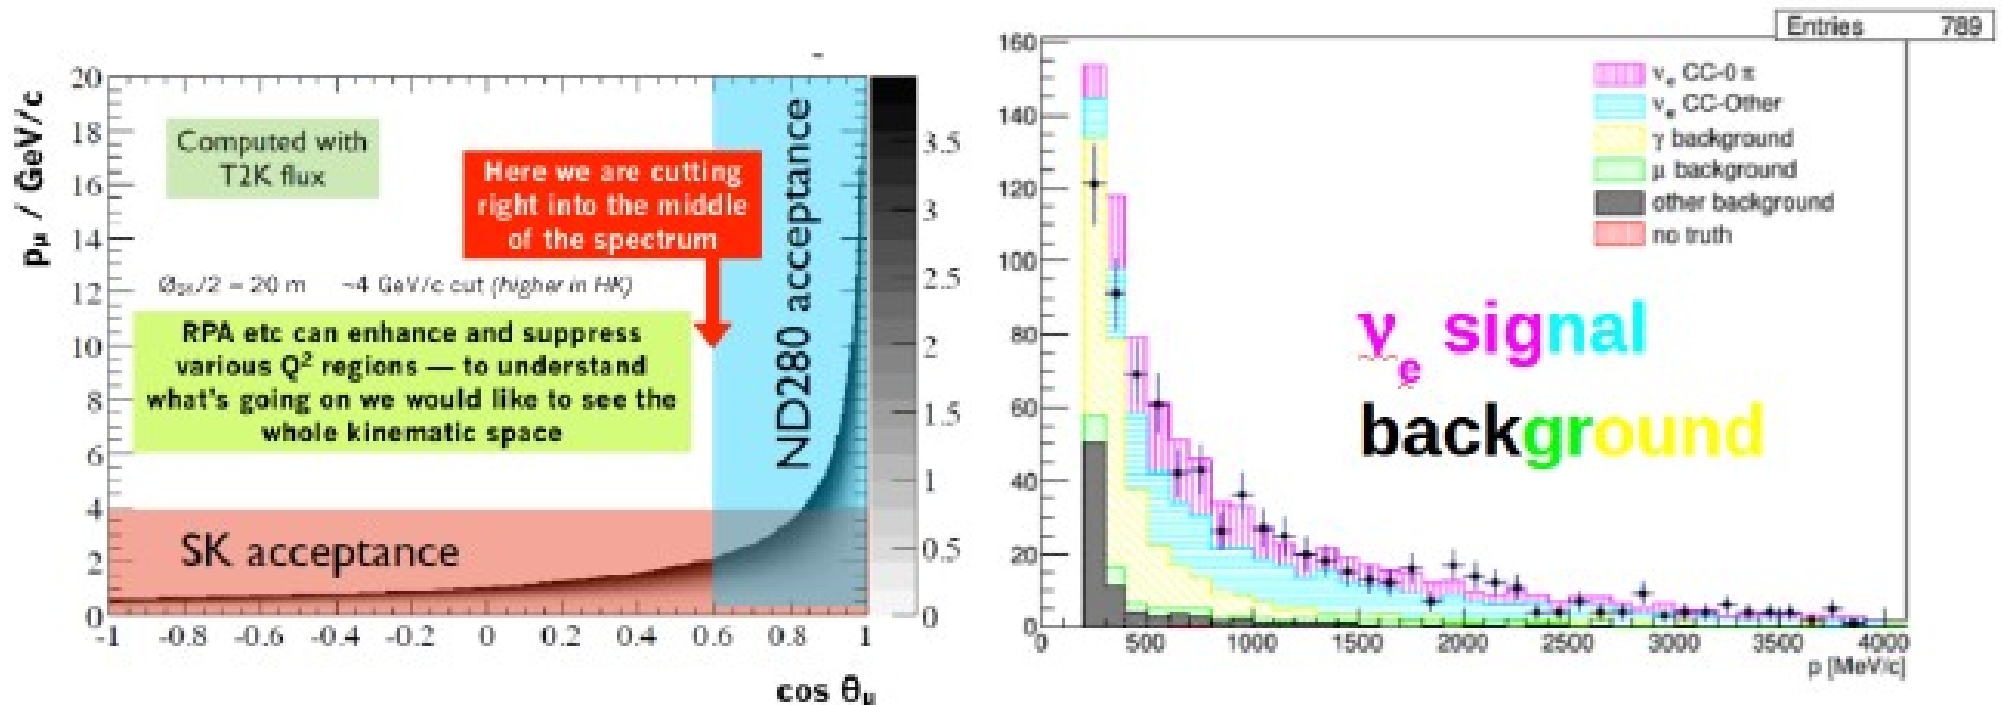 20
18
16
14
12
10
8
6
4
2
0
pμ / GeV/c
Computed with
T2K flux
Here we are cutting
right into the middle
of the spectrum
ND280 acceptance
~4 GeV/c cut (higher in HK)
RPA etc can enhance and suppress
various Q² regions — to understand
what's going on we would like to see the
whole kinematic space
SK acceptance
-1 -0.8 -0.6 -0.4 -0.2 0 0.2 0.4 0.6 0.8 1
cos θμ
3.5
3
2.5
2
1.5
1
0.5
0
Entries 789
160
140
120
100
80
60
40
20
0
νe CC-0 π
νe CC-Other
γ background
μ background
other background
no truth
νe signal
background
0 500 1000 1500 2000 2500 3000 3500 4000
p [MeV/c]